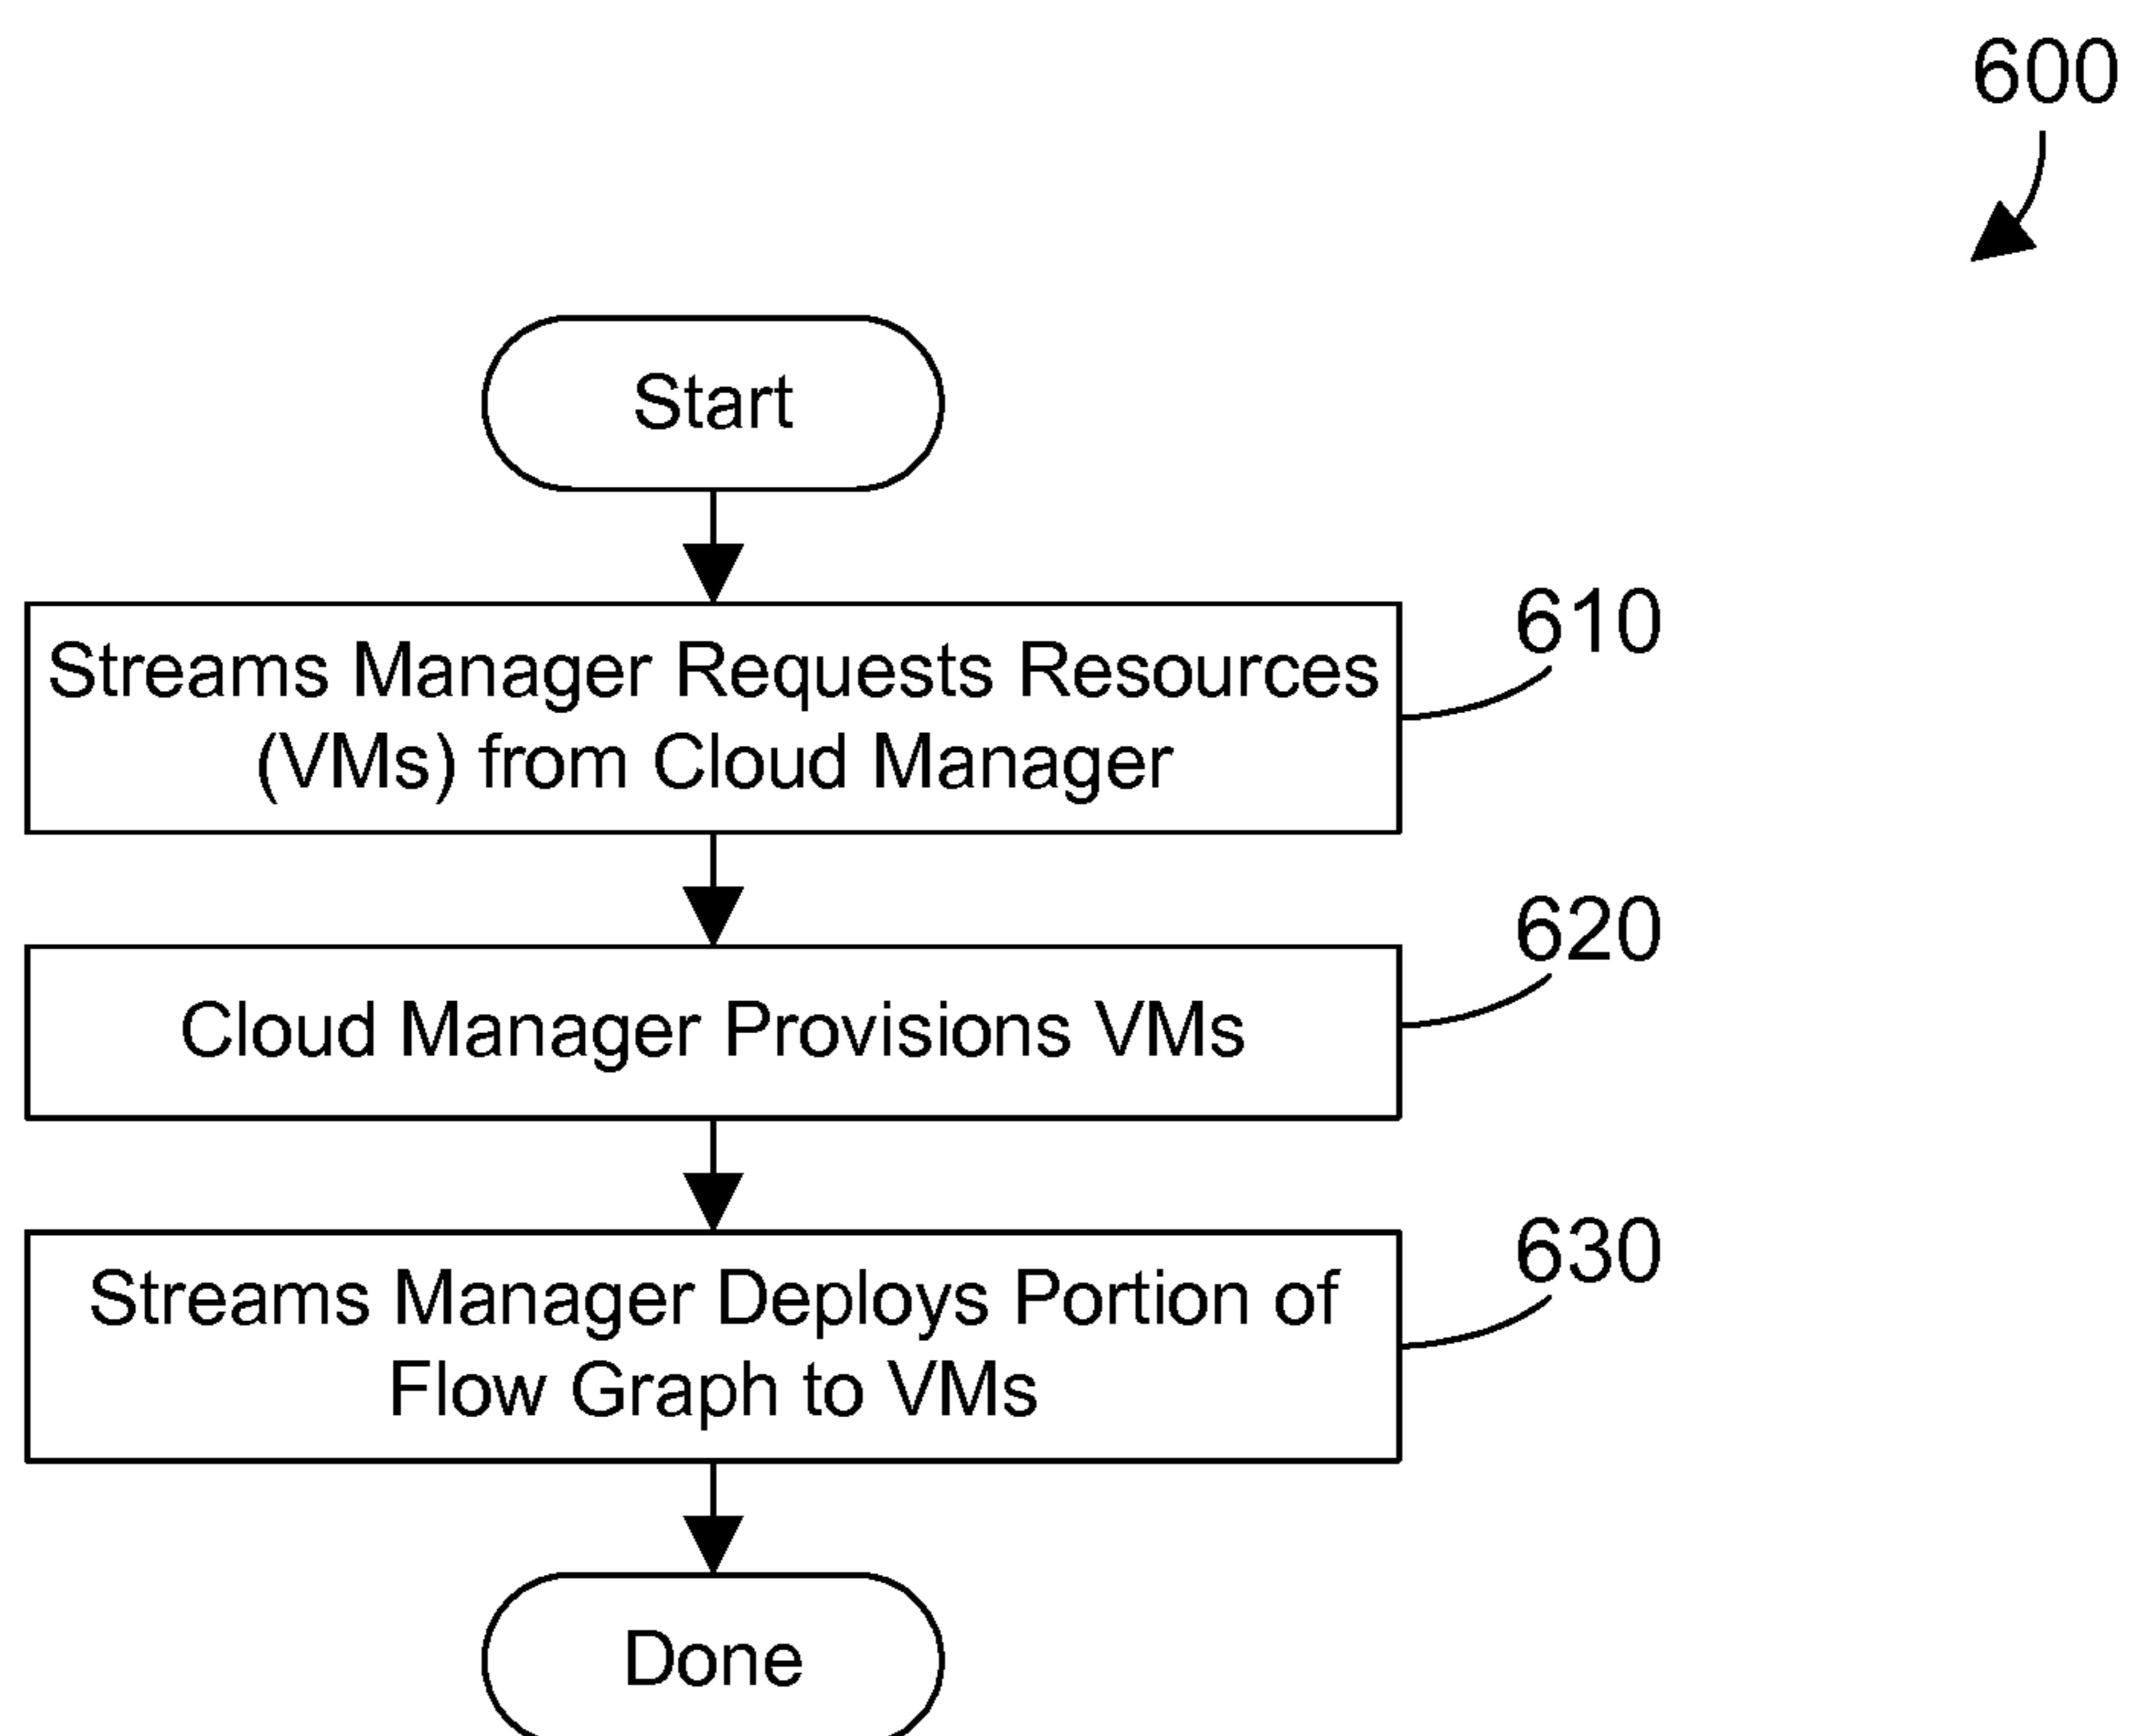 600
Start
Streams Manager Requests Resources
(VMs) from Cloud Manager
610
Cloud Manager Provisions VMs
620
Streams Manager Deploys Portion of
Flow Graph to VMs
630
Done